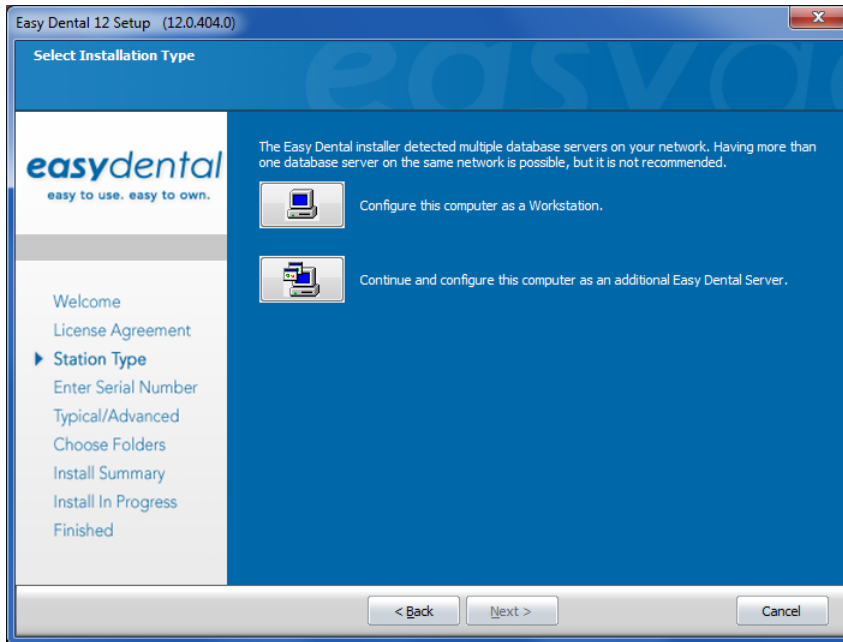 Easy Dental 12 Setup (12.0.404.0)
Select Installation Type
easydental
easy to use. easy to own.
The Easy Dental installer detected multiple database servers on your network. Having more than
one database server on the same network is possible, but it is not recommended.
Configure this computer as a Workstation.
Continue and configure this computer as an additional Easy Dental Server.
Welcome
License Agreement
Station Type
Enter Serial Number
Typical/Advanced
Choose Folders
Install Summary
Install In Progress
Finished
< Back
Next >
Cancel